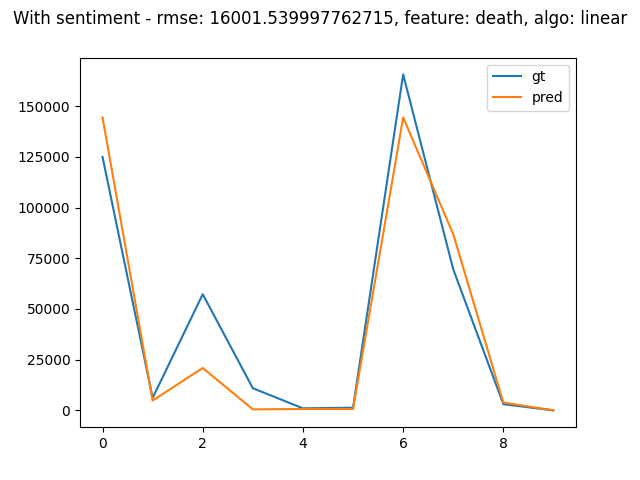 With sentiment - rmse: 16001.539997762715, feature: death, algo: linear
gt
pred
150000
125000
100000
75000
50000
25000
0
0 2 4 6 8